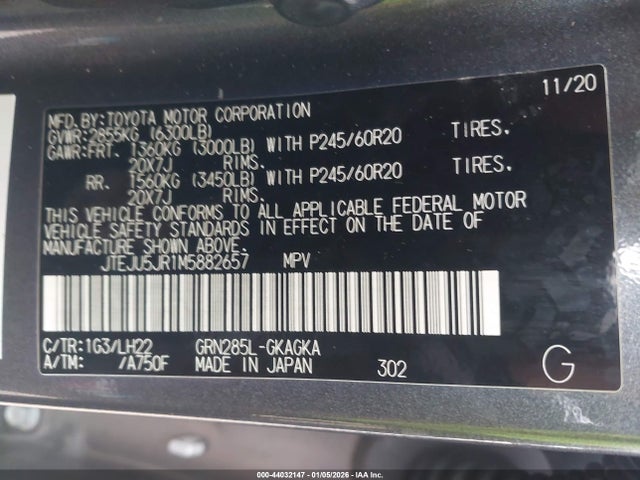 11/20
MFD.BY:TOYOTA MOTOR CORPORATION
GVWR:2855KG (6300LB)
GAWR:FRT. 1360KG (3000LB) WITH P245/60R20 TIRES.
20X7J RIMS.
RR. 1560KG (3450LB) WITH P245/60R20 TIRES.
20X7J RIMS.
THIS VEHICLE CONFORMS TO ALL APPLICABLE FEDERAL MOTOR
VEHICLE SAFETY STANDARDS IN EFFECT ON THE DATE OF
MANUFACTURE SHOWN ABOVE.
JTEJU5JR1M5882657 MPV
C/TR:1G3/LH22 GRN285L-GKAGKA
A/TM: /A750F MADE IN JAPAN 302
G
000-44032147 - 01/05/2026 - IAA Inc.